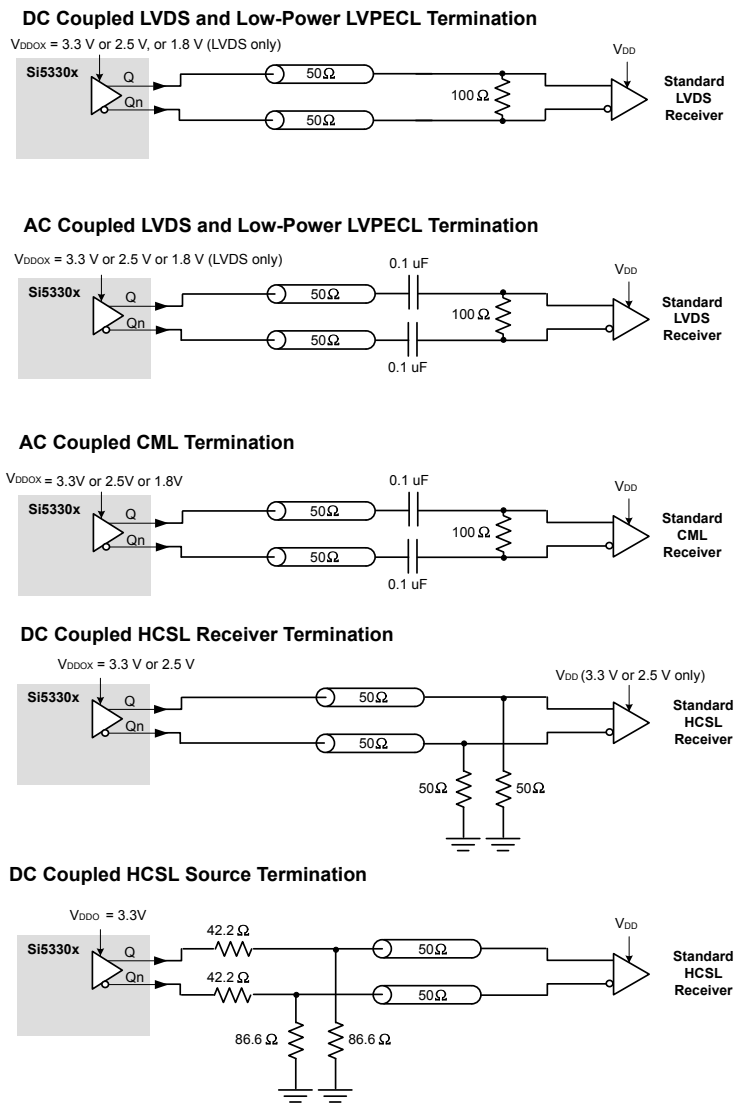 DC Coupled LVDS and Low-Power LVPECL Termination
VDDOX = 3.3 V or 2.5 V, or 1.8 V (LVDS only)
VDD
Si5330x
Q
Qn
50Ω
50Ω
100 Ω
Standard
LVDS
Receiver
AC Coupled LVDS and Low-Power LVPECL Termination
VDDOX = 3.3 V or 2.5 V or 1.8 V (LVDS only)
0.1 uF
VDD
Si5330x
Q
Qn
50Ω
50Ω
0.1 uF
100 Ω
Standard
LVDS
Receiver
AC Coupled CML Termination
VDDOX = 3.3V or 2.5V or 1.8V
0.1 uF
VDD
Si5330x
Q
Qn
50Ω
50Ω
0.1 uF
100 Ω
Standard
CML
Receiver
DC Coupled HCSL Receiver Termination
VDDOX = 3.3 V or 2.5 V
VDD (3.3 V or 2.5 V only)
Si5330x
Q
Qn
50Ω
50Ω
50Ω
50Ω
Standard
HCSL
Receiver
DC Coupled HCSL Source Termination
VDDO = 3.3V
VDD
Si5330x
Q
Qn
42.2 Ω
42.2 Ω
50Ω
50Ω
86.6 Ω
86.6 Ω
Standard
HCSL
Receiver